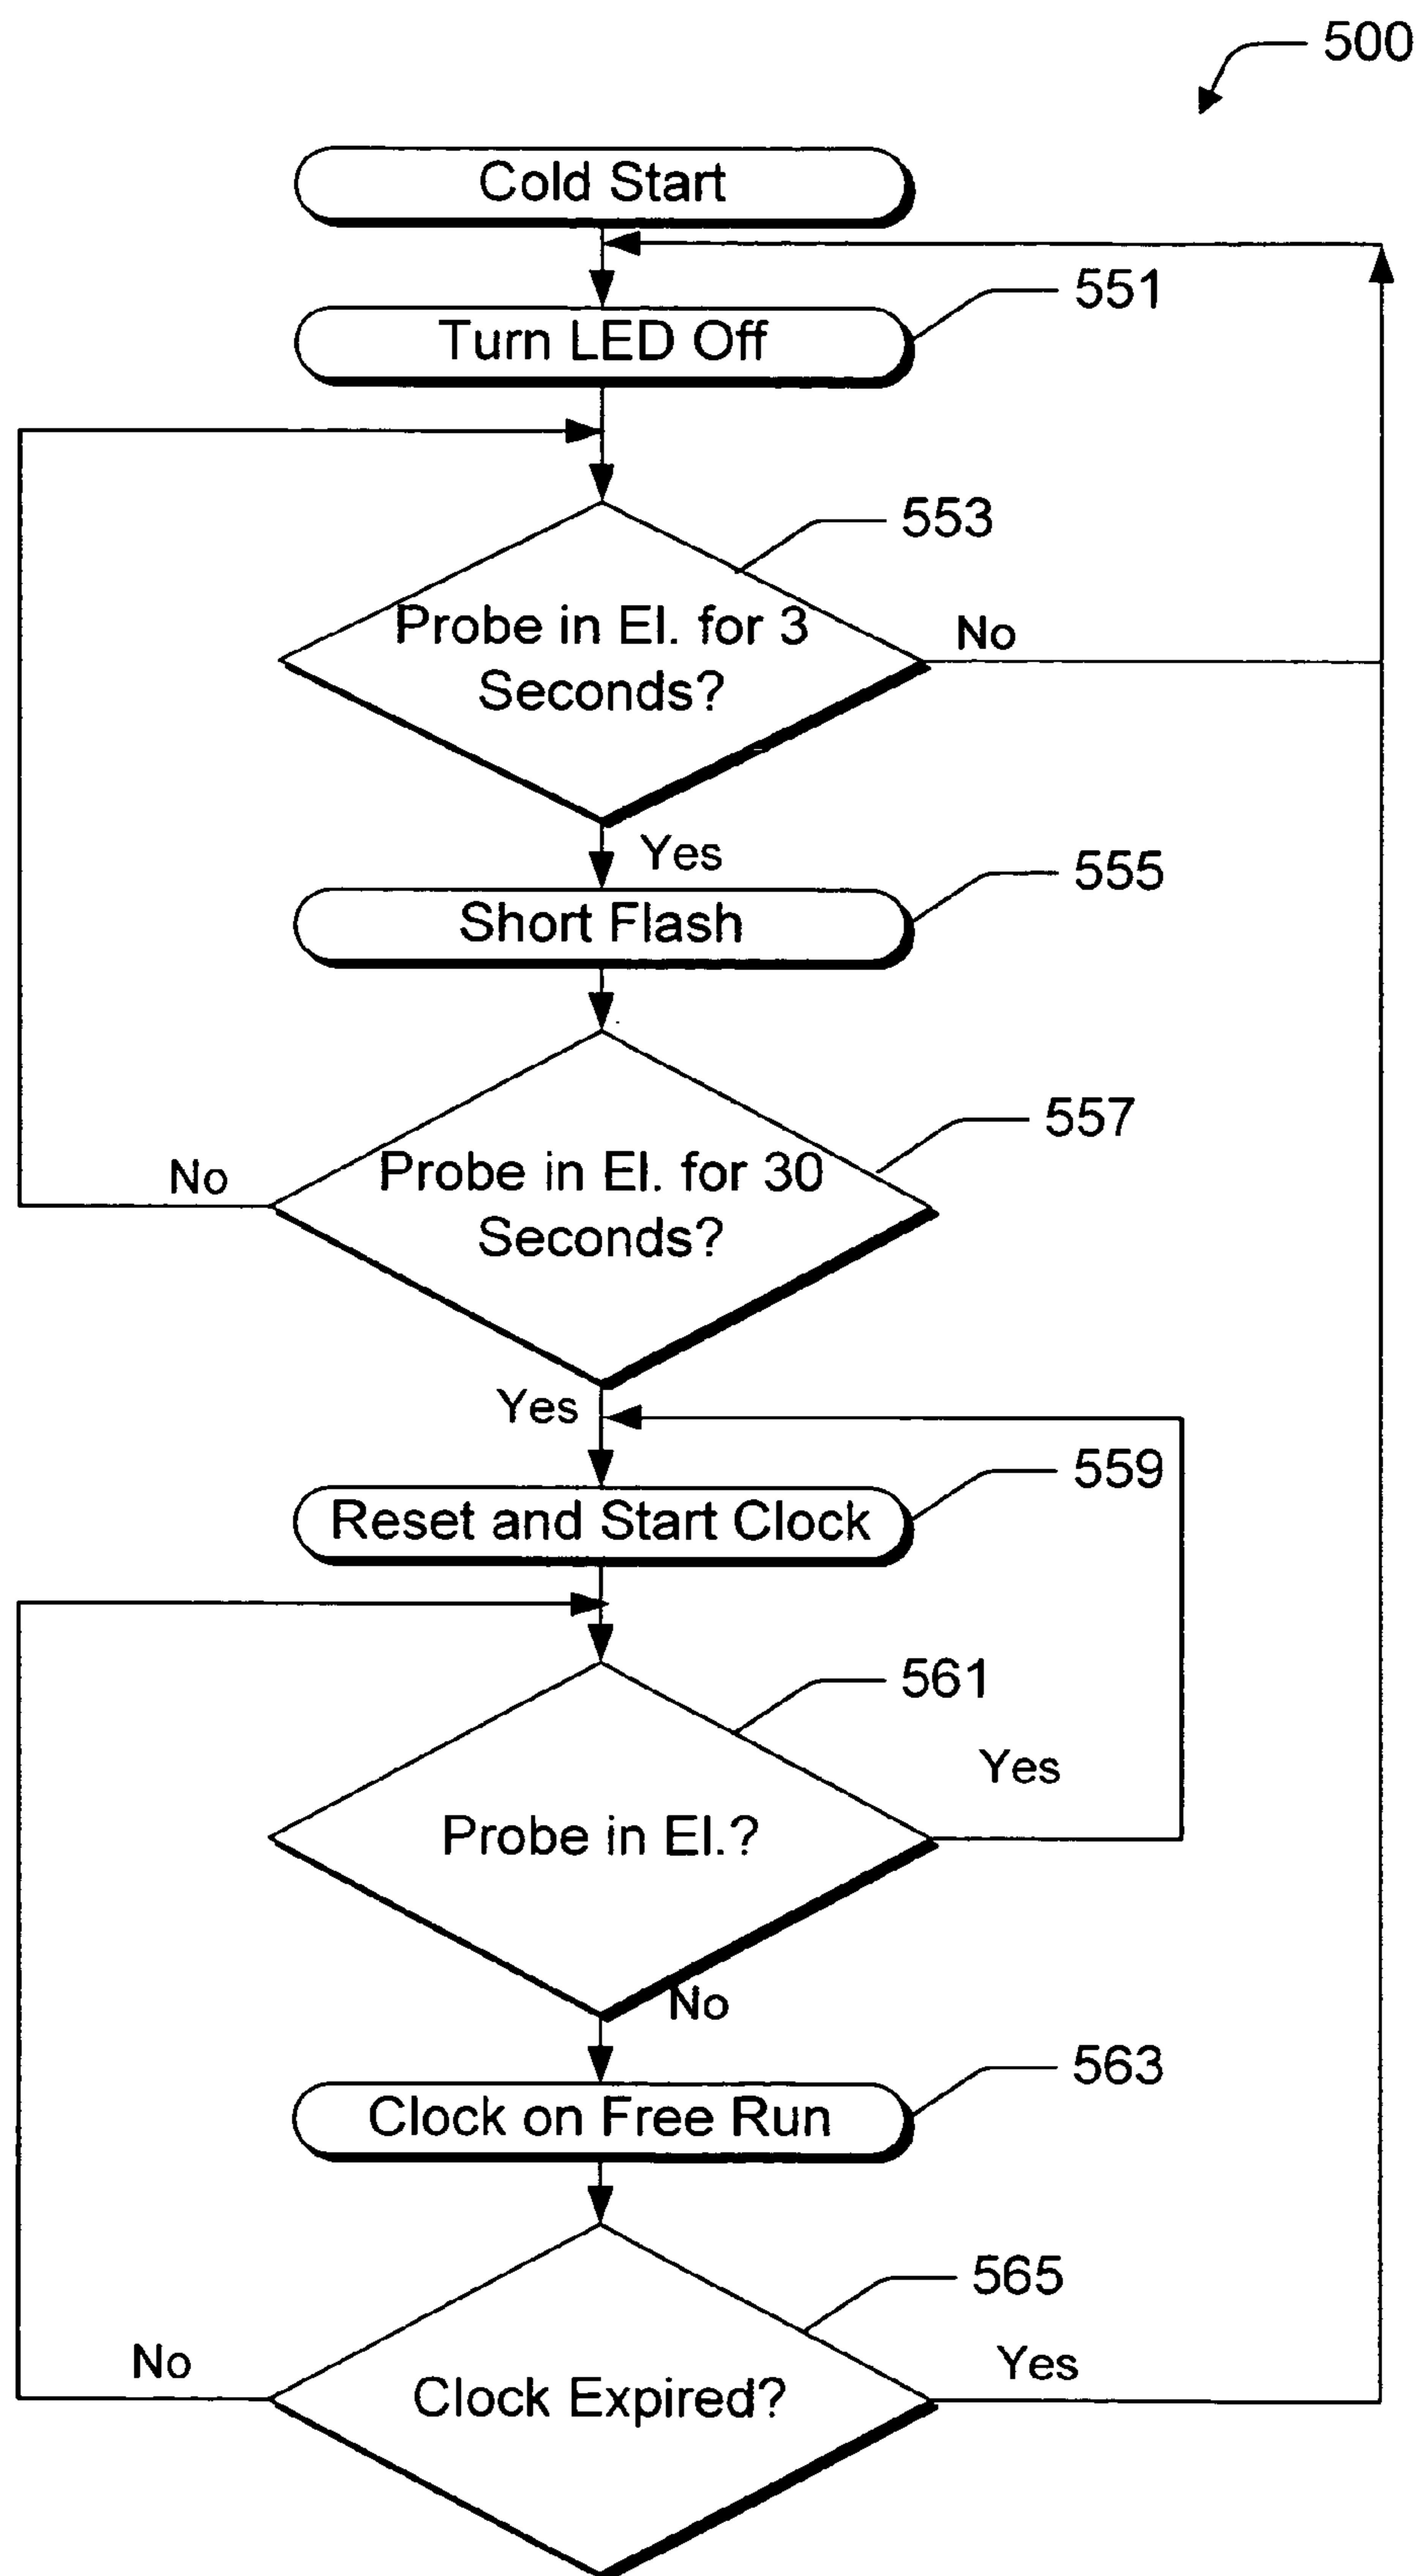 500
Cold Start
551
Turn LED Off
553
Probe in El. for 3
Seconds?
No
Yes
555
Short Flash
557
Probe in El. for 30
Seconds?
No
Yes
559
Reset and Start Clock
561
Yes
Probe in El.?
No
563
Clock on Free Run
565
No
Yes
Clock Expired?